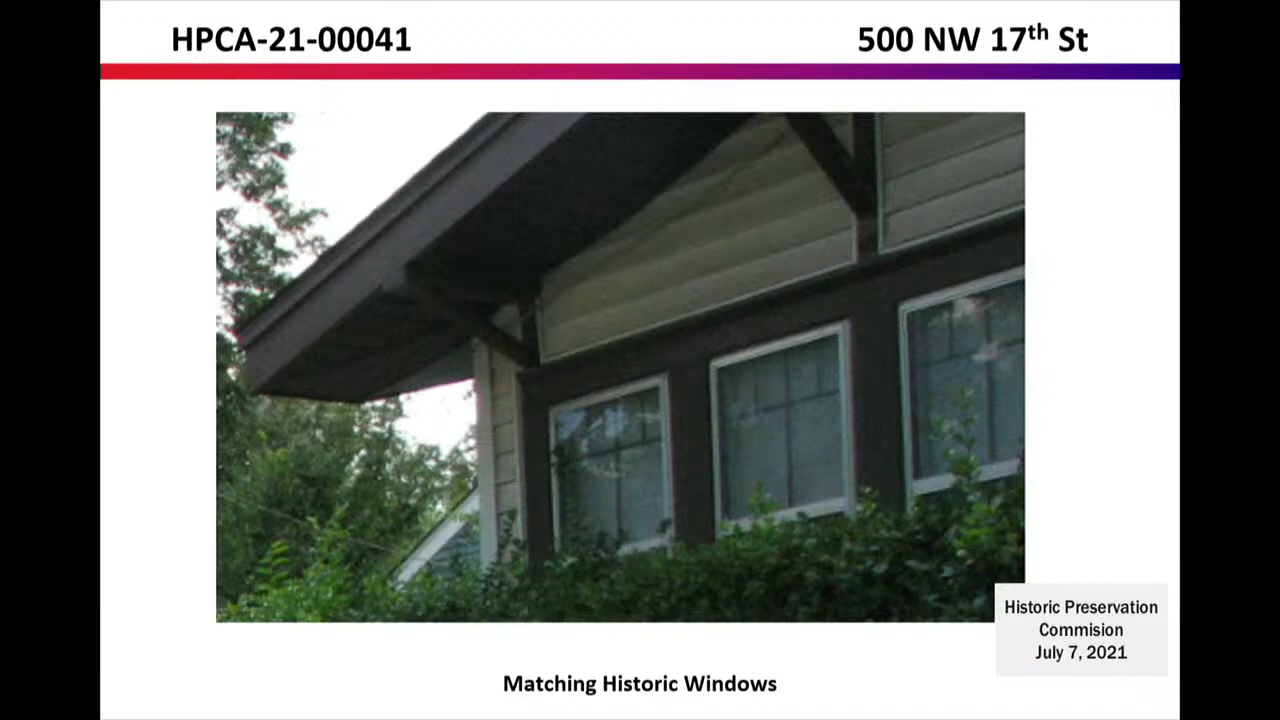 HPCA-21-00041
500 NW 17th St
Historic Preservation
Commision
July 7, 2021
Matching Historic Windows